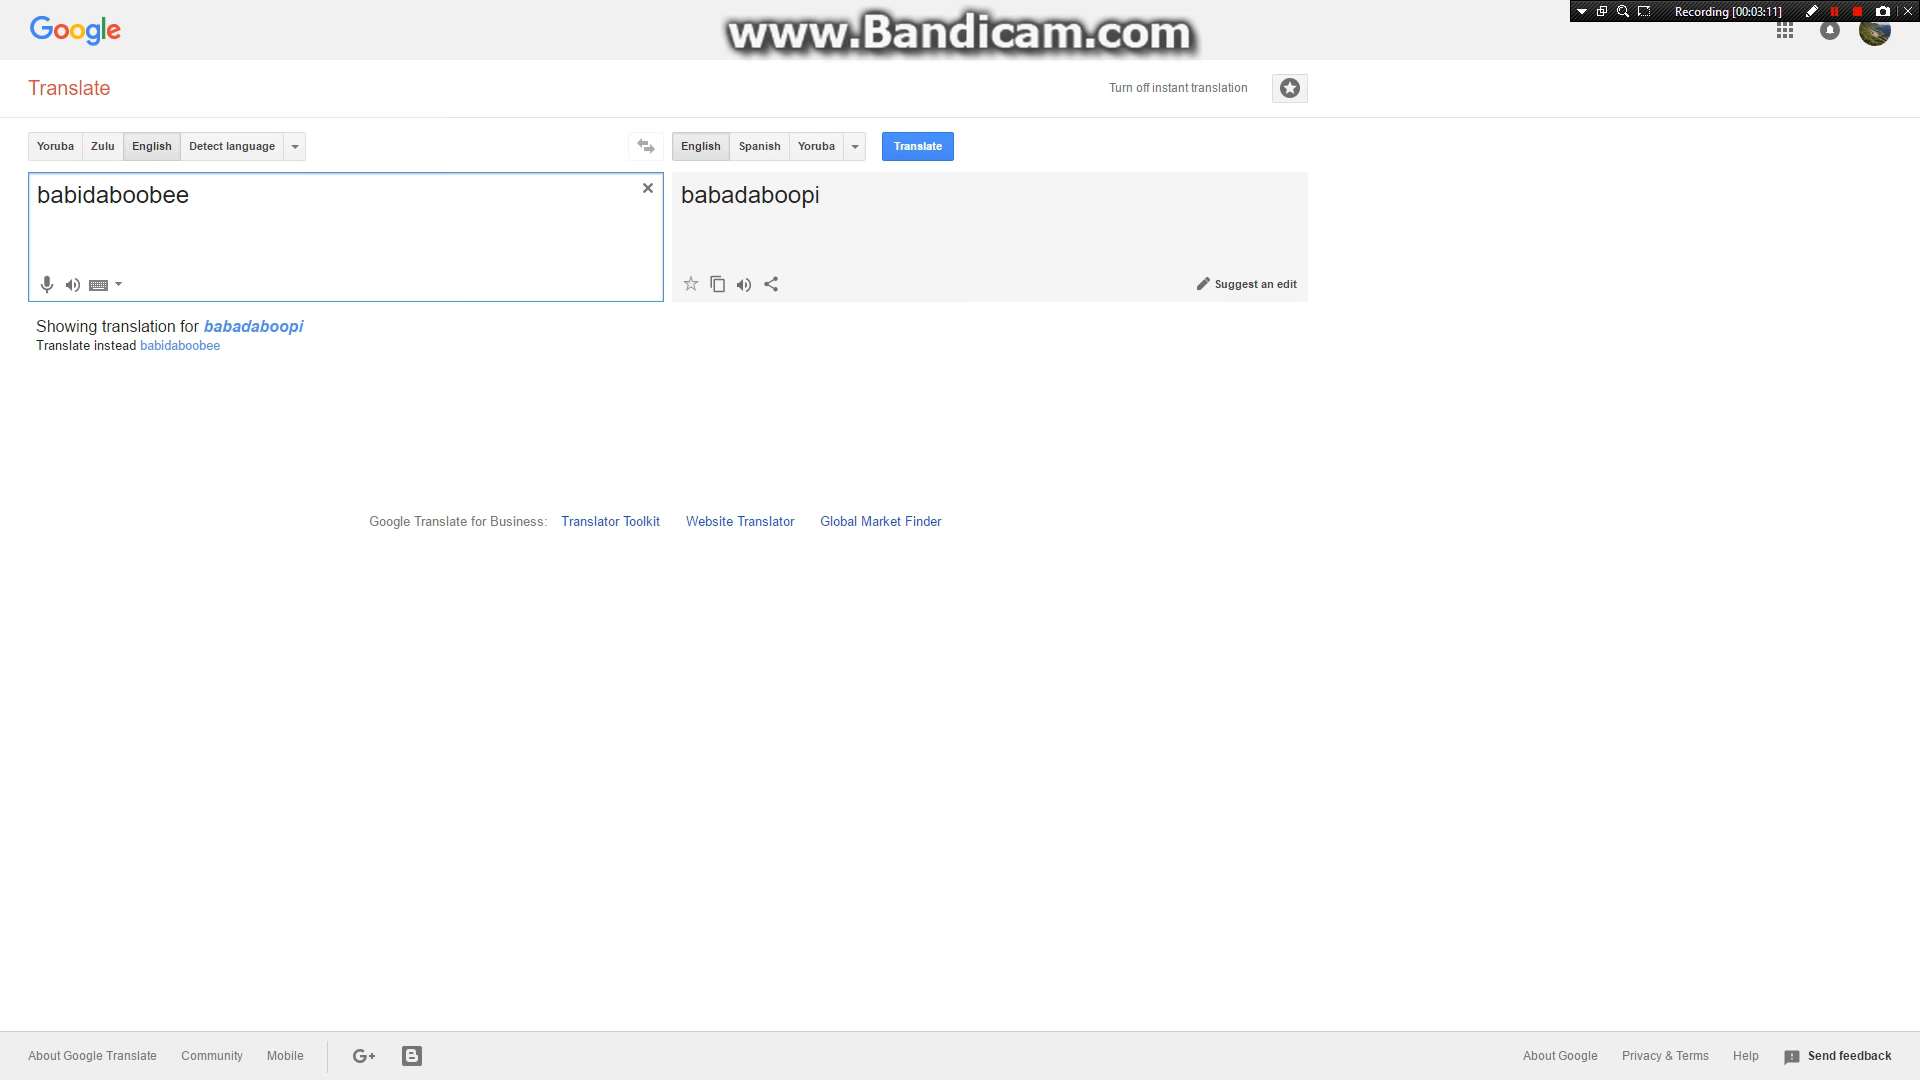 www.Bandicam.com
Recording [00:03:11]
Google
Translate
Turn off instant translation
Yoruba Zulu English Detect language
English Spanish Yoruba Translate
babidaboobee
babadaboopi
Suggest an edit
Showing translation for babadaboopi
Translate instead babidaboobee
Google Translate for Business: Translator Toolkit Website Translator Global Market Finder
About Google Translate Community Mobile G+ B About Google Privacy & Terms Help Send feedback